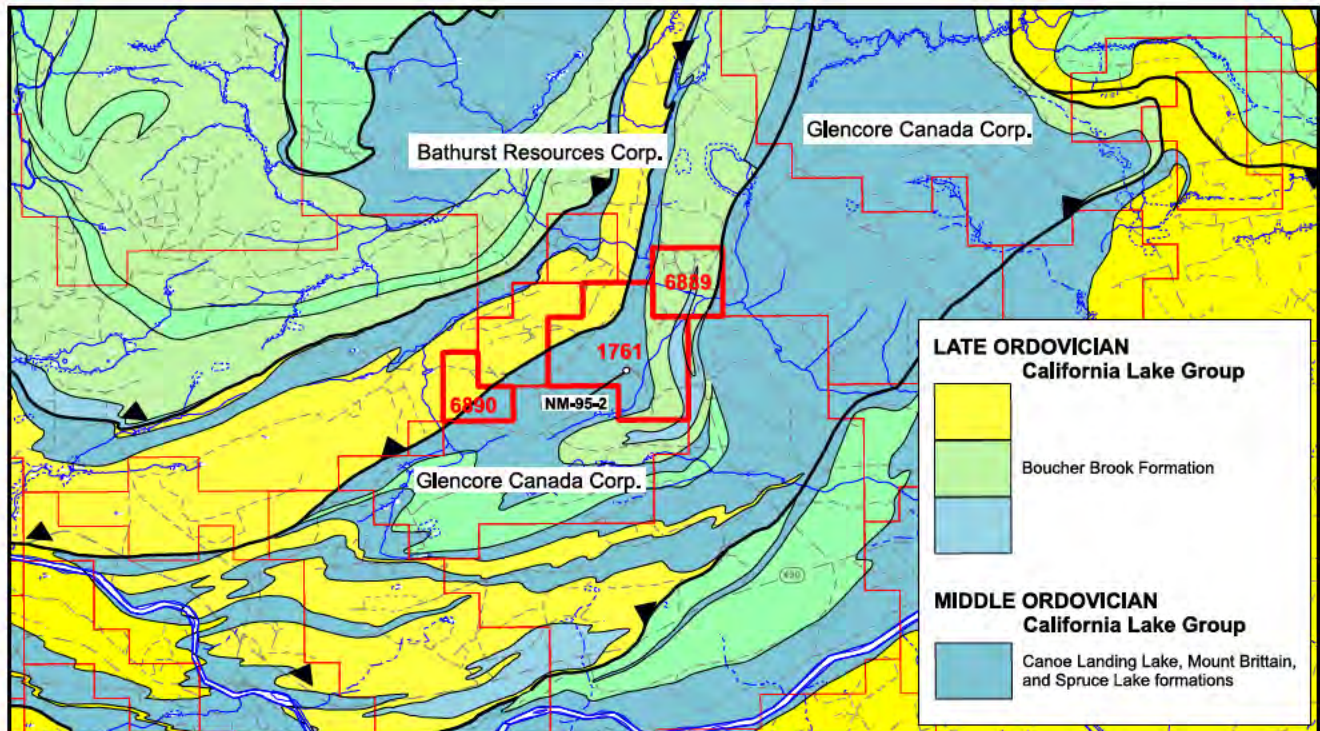 Glencore Canada Corp.
Bathurst Resources Corp.
6889
1761
NM-95-2
6890
Glencore Canada Corp.
430
LATE ORDOVICIAN
California Lake Group
Boucher Brook Formation
MIDDLE ORDOVICIAN
California Lake Group
Canoe Landing Lake, Mount Brittain,
and Spruce Lake formations